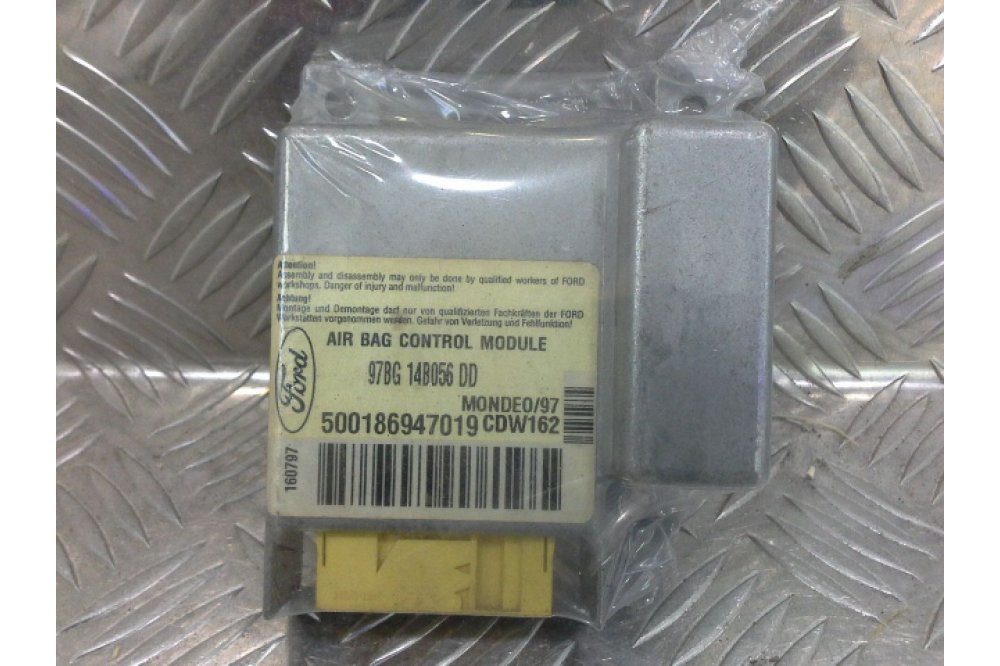 Attention!
Assembly and disassembly may only be done by qualified workers of FORD
workshops. Danger of injury and malfunction!
Achtung!
Montage und Demontage darf nur von qualifizierten Fachkräften der FORD
Werkstätten vorgenommen werden. Gefahr von Verletzung und Fehlfunktion!
AIR BAG CONTROL MODULE
Ford
97BG 14B056 DD
MONDEO/97
500186947019 CDW162
160797